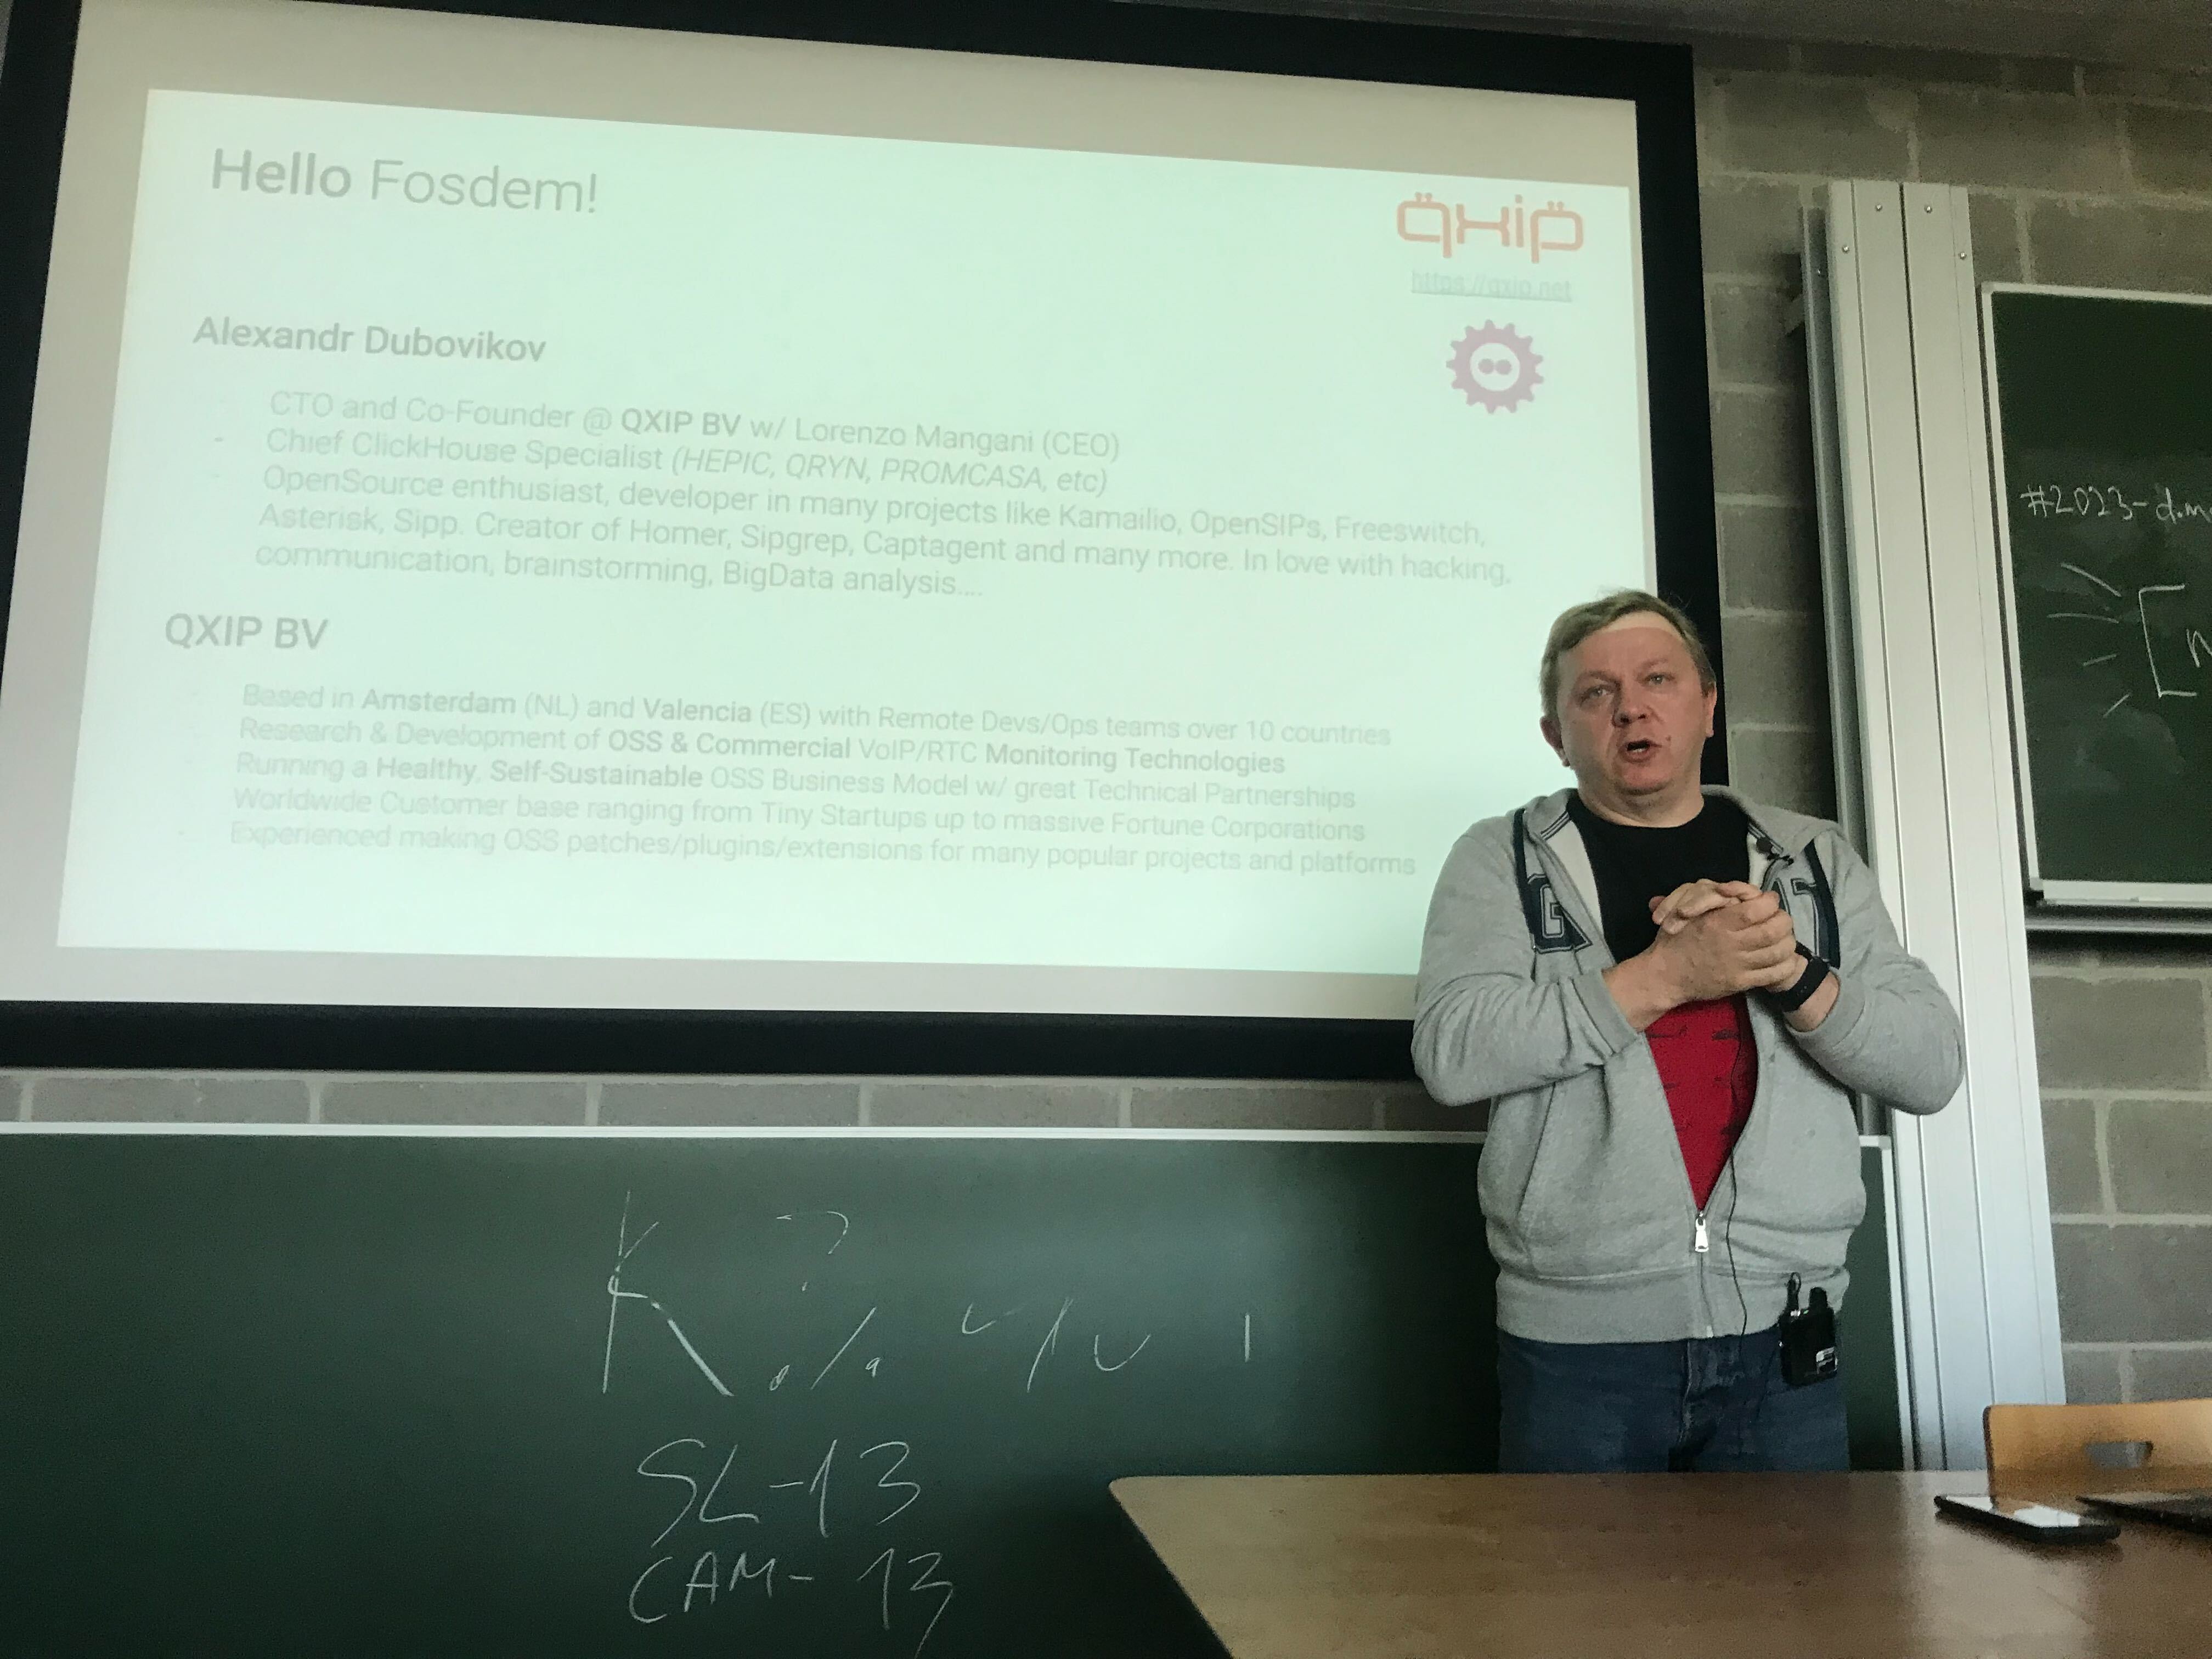 Hello Fosdem!
qxip
https://qxip.net
Alexandr Dubovikov
CTO and Co-Founder @ QXIP BV w/ Lorenzo Mangani (CEO)
- Chief ClickHouse Specialist (HEPIC, QRYN, PROMCASA, etc)
- OpenSource enthusiast, developer in many projects like Kamailio, OpenSIPs, Freeswitch,
Asterisk, Sipp. Creator of Homer, Sipgrep, Captagent and many more. In love with hacking,
communication, brainstorming, BigData analysis....
QXIP BV
Based in Amsterdam (NL) and Valencia (ES) with Remote Devs/Ops teams over 10 countries
Research & Development of OSS & Commercial VoIP/RTC Monitoring Technologies
Running a Healthy, Self-Sustainable OSS Business Model w/ great Technical Partnerships
Worldwide Customer base ranging from Tiny Startups up to massive Fortune Corporations
- Experienced making OSS patches/plugins/extensions for many popular projects and platforms
#2023-
G
SL-13
CAM-13